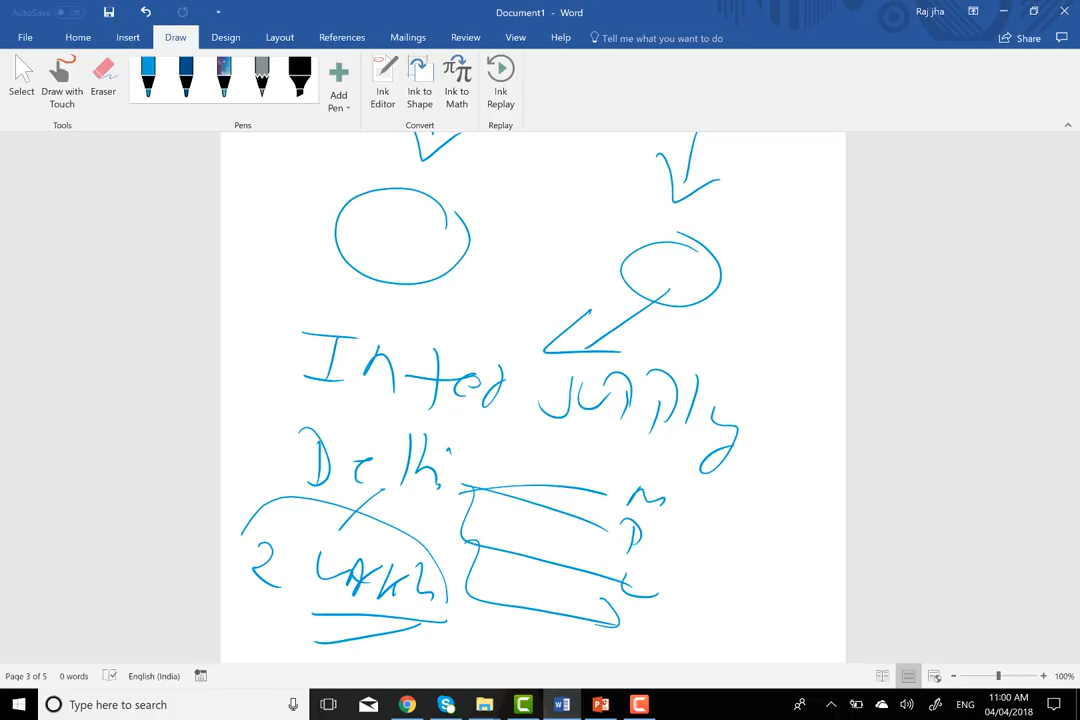 AutoSave Off
Document1 - Word
Raj jha
File Home Insert Draw Design Layout References Mailings Review View Help Tell me what you want to do
Share
Select
Draw with Touch
Eraser
Add Pen
Ink Editor
Ink to Shape
Ink to Math
Ink Replay
Tools Pens Convert Replay
supply
Delhi
M
P
2 Lakh
C
D
Page 3 of 5 0 words English (India) 100%
Type here to search
ENG
11:00 AM
04/04/2018